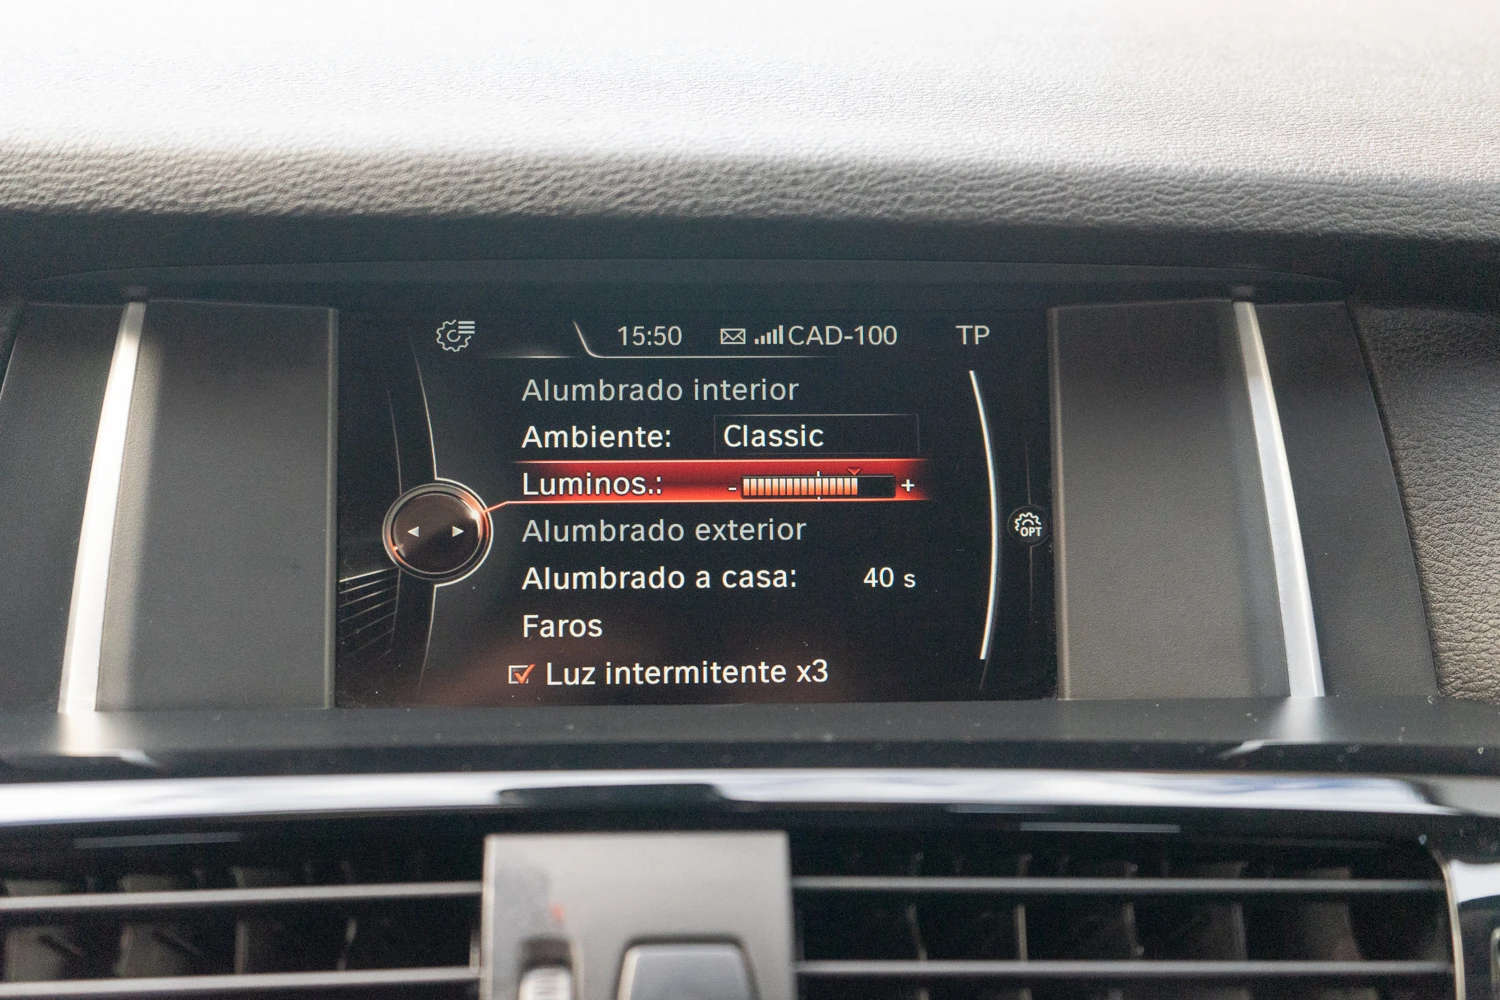 15:50 CAD-100 TP
Alumbrado interior
Ambiente: Classic
Luminos.: - +
Alumbrado exterior
OPT
Alumbrado a casa: 40 s
Faros
Luz intermitente x3